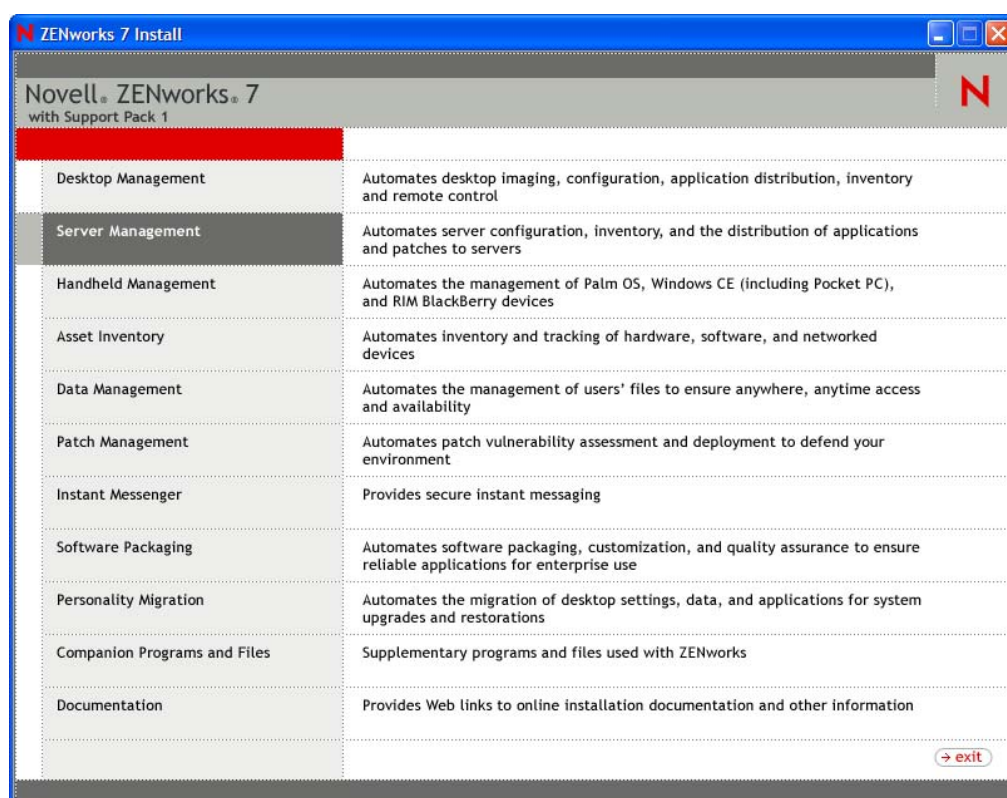 N ZENworks 7 Install
Novell® ZENworks® 7
with Support Pack 1
N
Desktop Management
Automates desktop imaging, configuration, application distribution, inventory
and remote control
Server Management
Automates server configuration, inventory, and the distribution of applications
and patches to servers
Handheld Management
Automates the management of Palm OS, Windows CE (including Pocket PC),
and RIM BlackBerry devices
Asset Inventory
Automates inventory and tracking of hardware, software, and networked
devices
Data Management
Automates the management of users’ files to ensure anywhere, anytime access
and availability
Patch Management
Automates patch vulnerability assessment and deployment to defend your
environment
Instant Messenger
Provides secure instant messaging
Software Packaging
Automates software packaging, customization, and quality assurance to ensure
reliable applications for enterprise use
Personality Migration
Automates the migration of desktop settings, data, and applications for system
upgrades and restorations
Companion Programs and Files
Supplementary programs and files used with ZENworks
Documentation
Provides Web links to online installation documentation and other information
→ exit